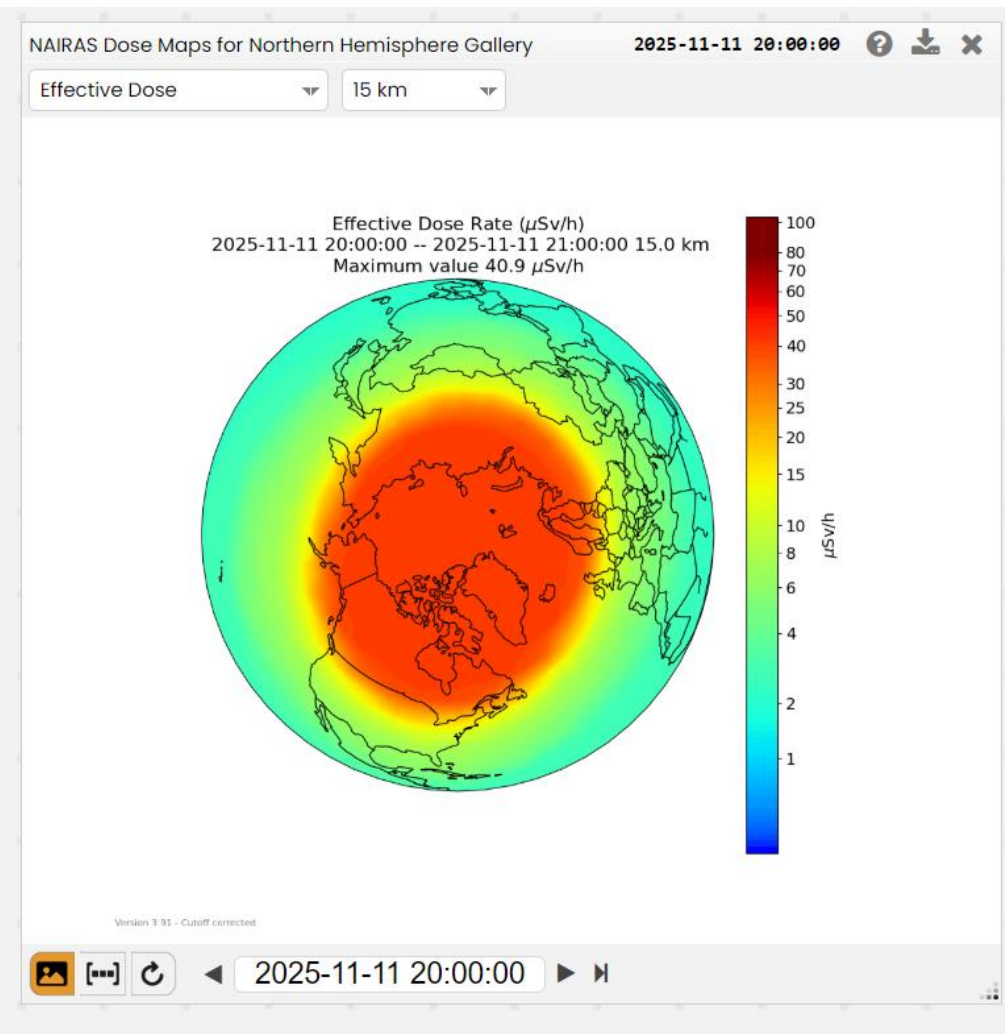 NAIRAS Dose Maps for Northern Hemisphere Gallery 2025-11-11 20:00:00
Effective Dose 15 km
Effective Dose Rate (μSv/h)
2025-11-11 20:00:00 -- 2025-11-11 21:00:00 15.0 km
Maximum value 40.9 μSv/h
100
80
70
60
50
40
30
25
20
15
10
8
6
4
2
1
μSv/h
Version 3.91 - Cutoff corrected
2025-11-11 20:00:00